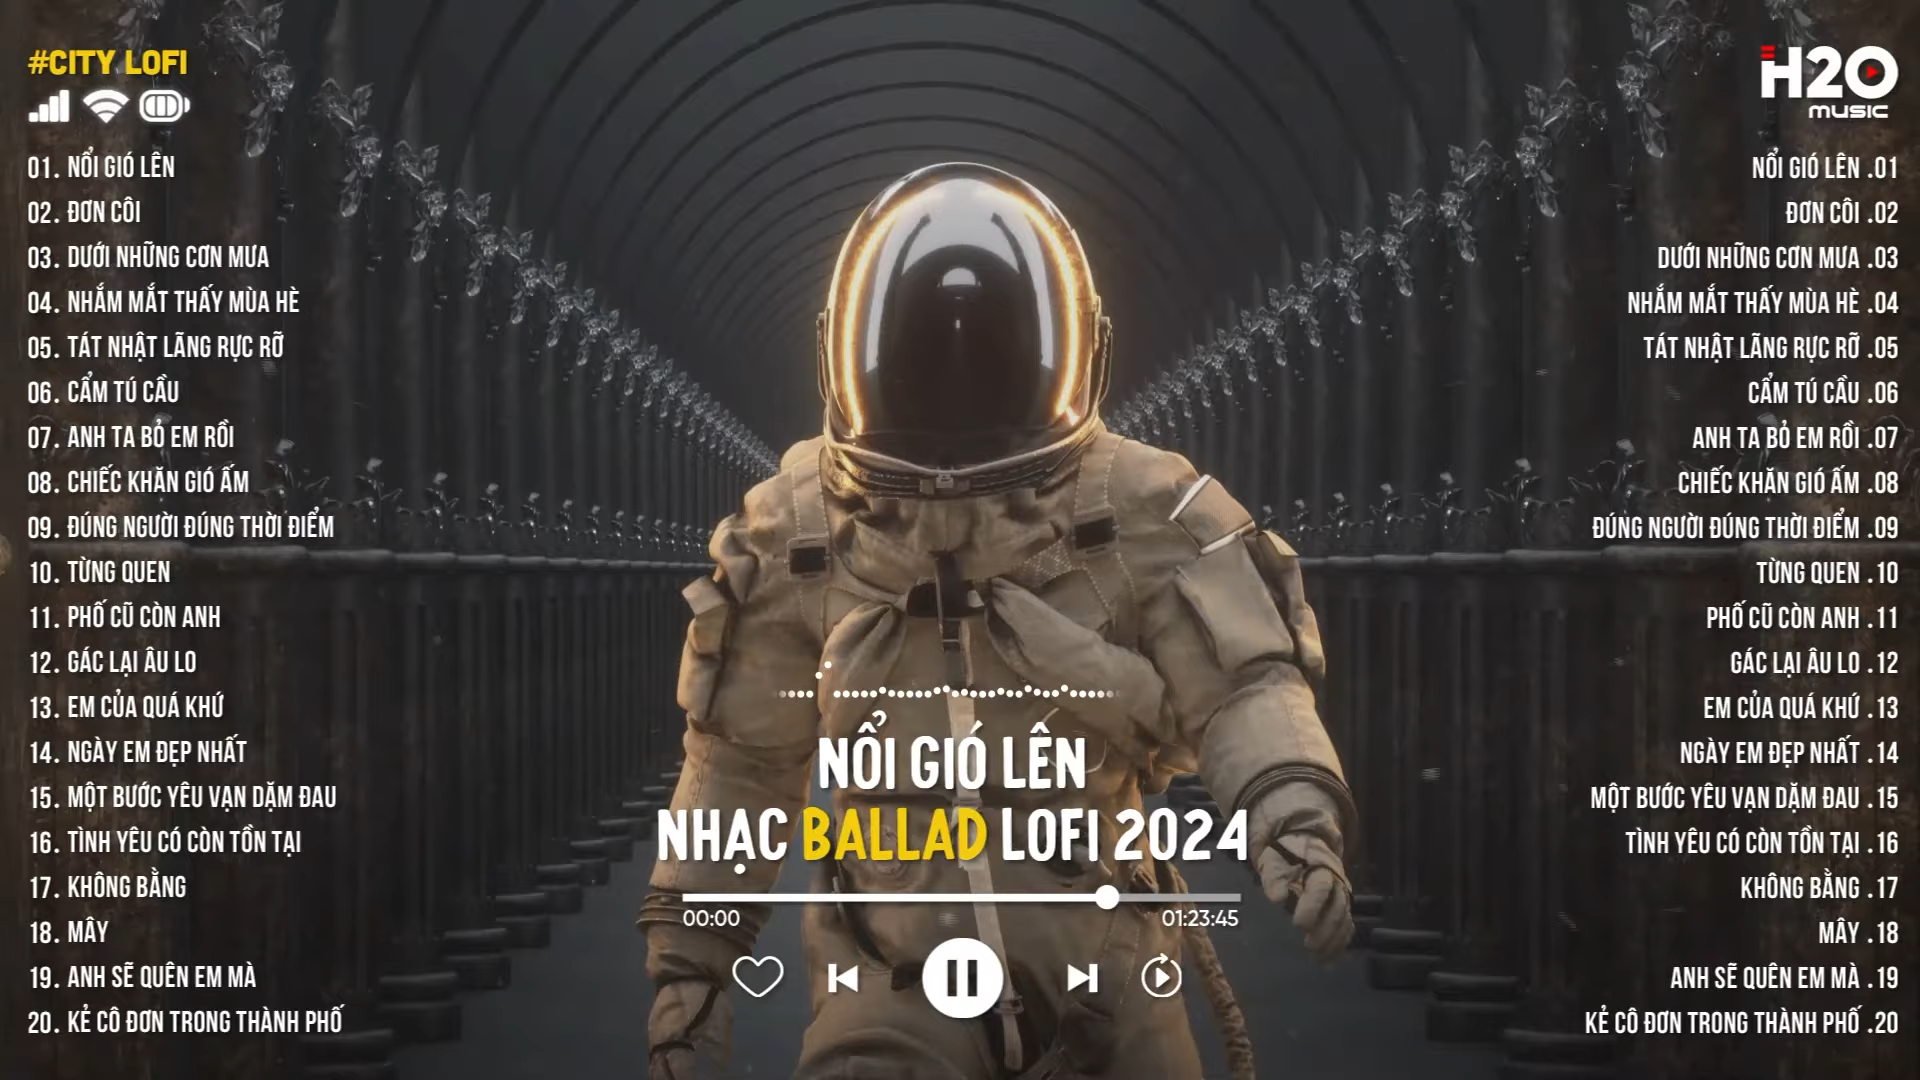 #CITY LOFI
H2O
MUSIC
01. NỔI GIÓ LÊN
02. ĐƠN CÔI
03. DƯỚI NHỮNG CƠN MƯA
04. NHẮM MẮT THẤY MÙA HÈ
05. TÁT NHẬT LÃNG RỰC RỠ
06. CẨM TÚ CẦU
07. ANH TA BỎ EM RỒI
08. CHIẾC KHĂN GIÓ ẤM
09. ĐÚNG NGƯỜI ĐÚNG THỜI ĐIỂM
10. TỪNG QUEN
11. PHỐ CŨ CÒN ANH
12. GÁC LẠI ÂU LO
13. EM CỦA QUÁ KHỨ
14. NGÀY EM ĐẸP NHẤT
15. MỘT BƯỚC YÊU VẠN DẶM ĐAU
16. TÌNH YÊU CÓ CÒN TỒN TẠI
17. KHÔNG BẰNG
18. MÂY
19. ANH SẼ QUÊN EM MÀ
20. KẺ CÔ ĐƠN TRONG THÀNH PHỐ
NỔI GIÓ LÊN
NHẠC BALLAD LOFI 2024
00:00
01:23:45
NỔI GIÓ LÊN .01
ĐƠN CÔI .02
DƯỚI NHỮNG CƠN MƯA .03
NHẮM MẮT THẤY MÙA HÈ .04
TÁT NHẬT LÃNG RỰC RỠ .05
CẨM TÚ CẦU .06
ANH TA BỎ EM RỒI .07
CHIẾC KHĂN GIÓ ẤM .08
ĐÚNG NGƯỜI ĐÚNG THỜI ĐIỂM .09
TỪNG QUEN .10
PHỐ CŨ CÒN ANH .11
GÁC LẠI ÂU LO .12
EM CỦA QUÁ KHỨ .13
NGÀY EM ĐẸP NHẤT .14
MỘT BƯỚC YÊU VẠN DẶM ĐAU .15
TÌNH YÊU CÓ CÒN TỒN TẠI .16
KHÔNG BẰNG .17
MÂY .18
ANH SẼ QUÊN EM MÀ .19
KẺ CÔ ĐƠN TRONG THÀNH PHỐ .20